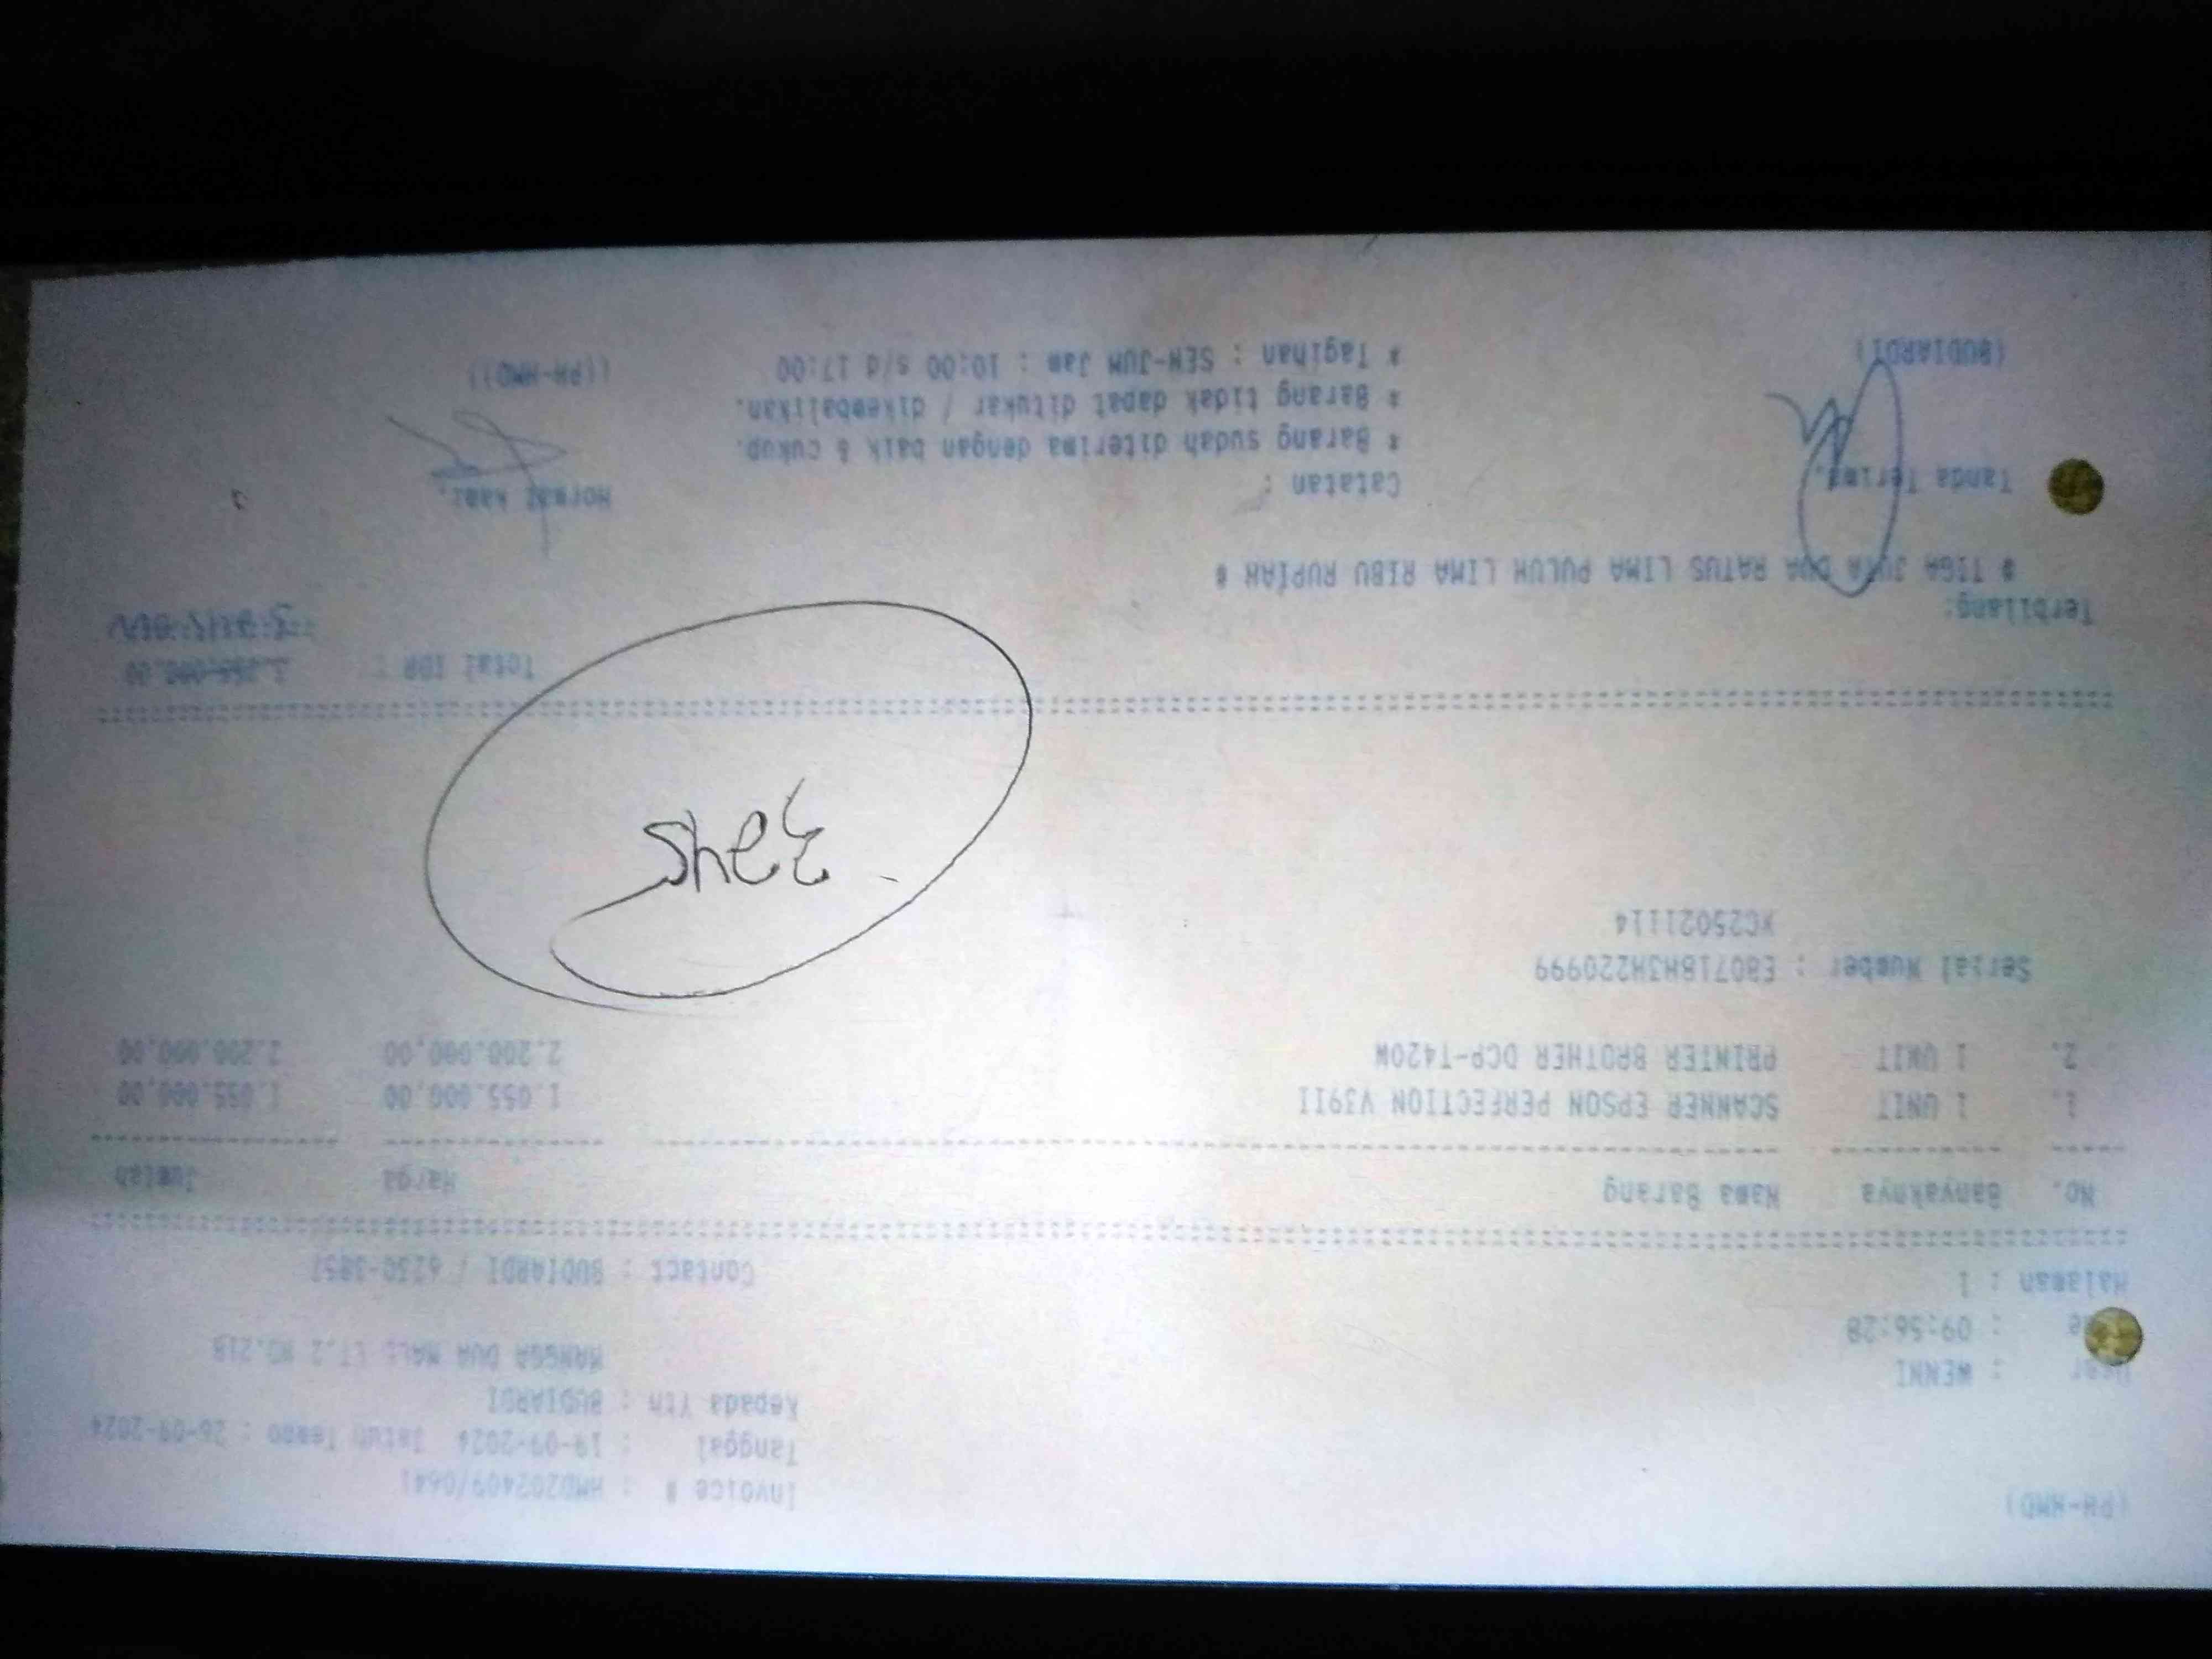 (PH-HMD)
Invoice # : HMD202409/0641
Tanggal : 19-09-2024 Jatuh Tempo : 26-09-2024
Kepada Yth : BUDIARDI
MANGGA DUA MALL LT.2 NO.21B
User : WENNI
: 09:56:28
Halaman : 1
Contact : BUDIARDI / 6230-3857
No. Banyaknya Nama Barang Harga Jumlah
1. 1 UNIT SCANNER EPSON PERFECTION V39II 1.055.000,00 1.055.000,00
2. 1 UNIT PRINTER BROTHER DCP-T420W 2.200.000,00 2.200.000,00
Serial Number : E80718H3H220999
XC25021114
Total IDR :
Terbilang:
# TIGA JUTA DUA RATUS LIMA PULUH LIMA RIBU RUPIAH #
Tanda Terima,
Catatan :
* Barang sudah diterima dengan baik & cukup.
* Barang tidak dapat ditukar / dikembalikan.
* Tagihan : SEN-JUM Jam : 10:00 s/d 17:00
Hormat kami,
(BUDIARDI)
((PH-HMD))